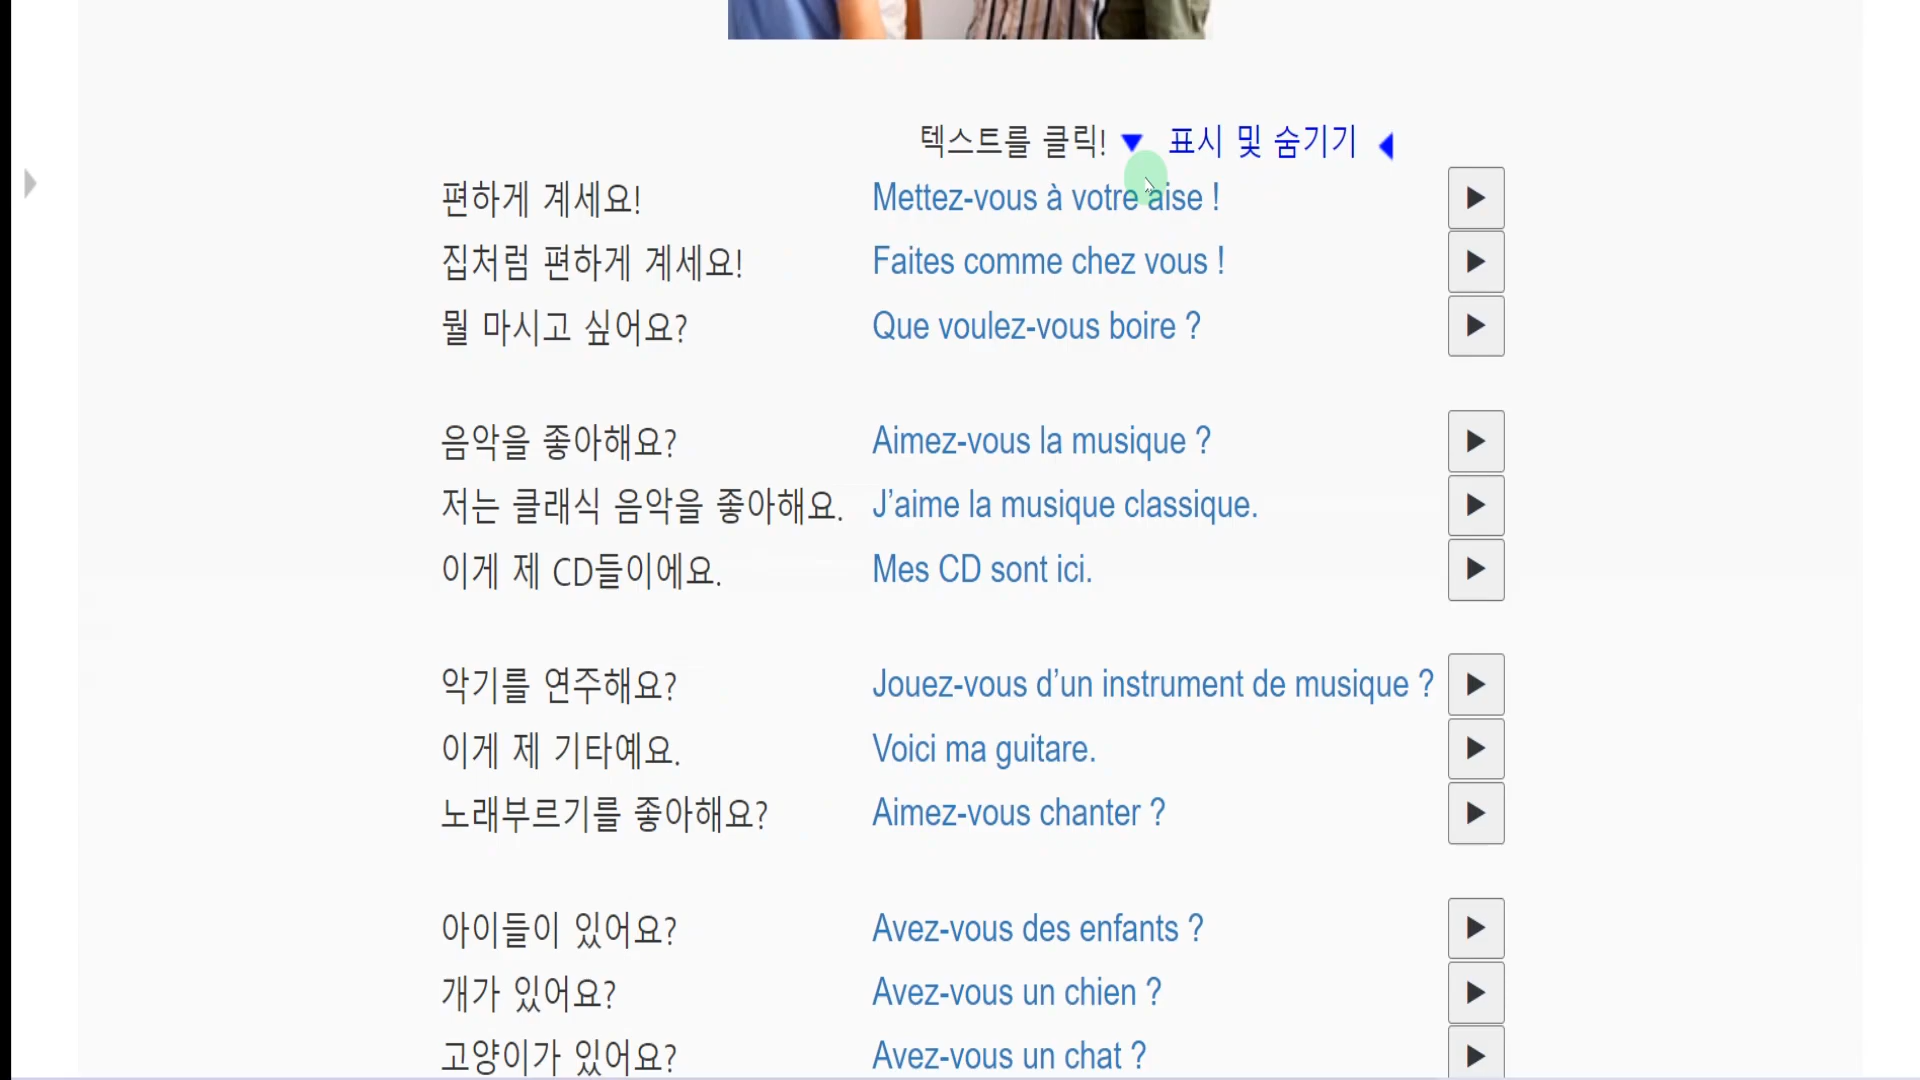 텍스트를 클릭! 표시 및 숨기기
편하게 계세요! Mettez-vous à votre aise !
집처럼 편하게 계세요! Faites comme chez vous !
뭘 마시고 싶어요? Que voulez-vous boire ?
음악을 좋아해요? Aimez-vous la musique ?
저는 클래식 음악을 좋아해요. J’aime la musique classique.
이게 제 CD들이에요. Mes CD sont ici.
악기를 연주해요? Jouez-vous d’un instrument de musique ?
이게 제 기타예요. Voici ma guitare.
노래부르기를 좋아해요? Aimez-vous chanter ?
아이들이 있어요? Avez-vous des enfants ?
개가 있어요? Avez-vous un chien ?
고양이가 있어요? Avez-vous un chat ?